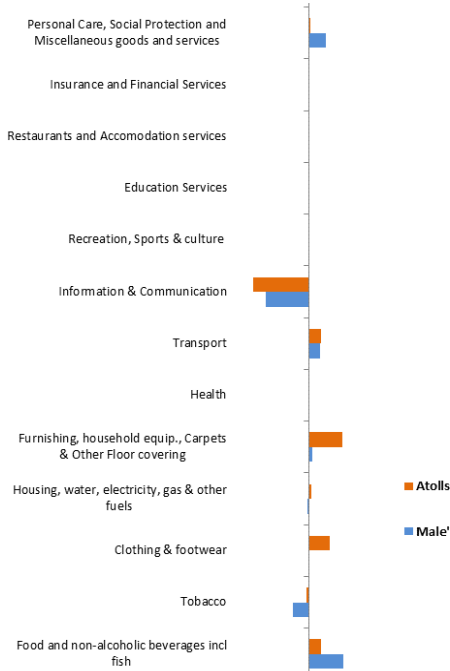 Personal Care, Social Protection and
Miscellaneous goods and services
Insurance and Financial Services
Restaurants and Accomodation services
Education Services
Recreation, Sports & culture
Information & Communication
Transport
Health
Furnishing, household equip., Carpets
& Other Floor covering
Housing, water, electricity, gas & other
fuels
Clothing & footwear
Tobacco
Food and non-alcoholic beverages incl
fish
Atolls
Male'